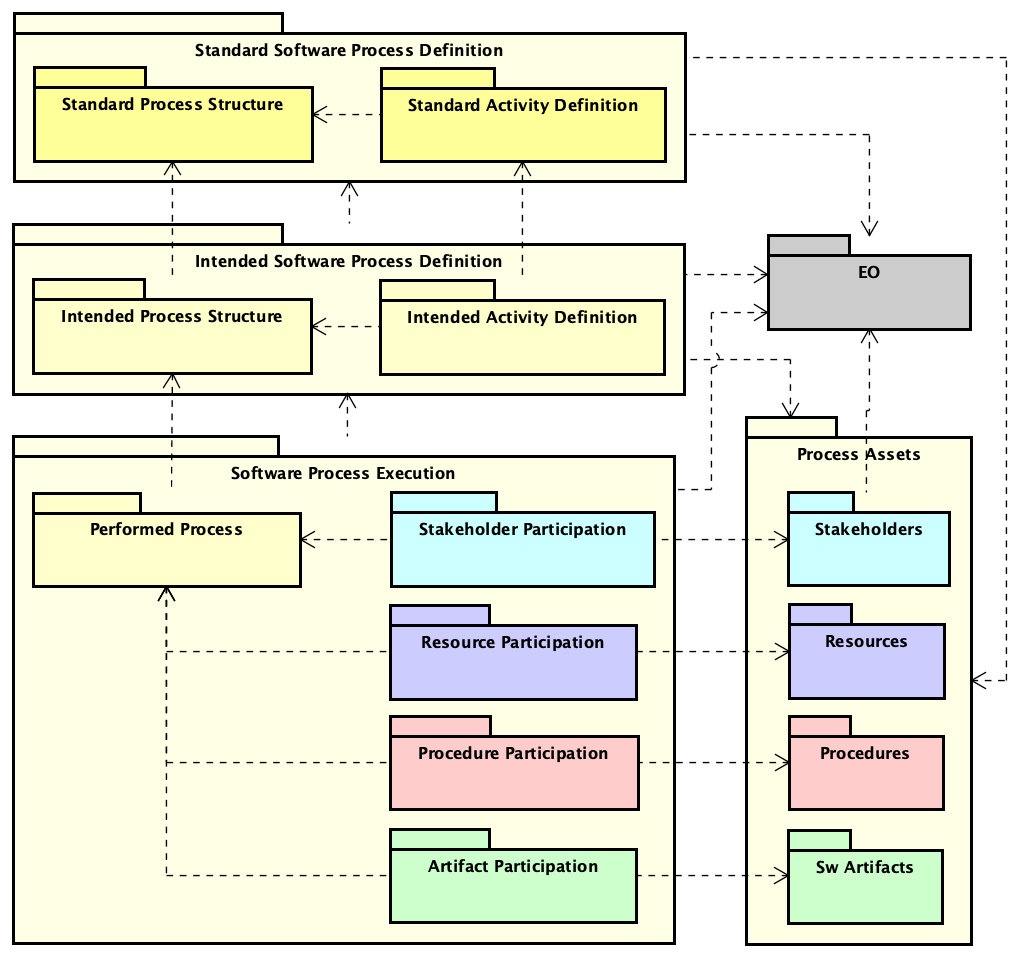 Standard Software Process Definition
Standard Process Structure
Standard Activity Definition
Intended Software Process Definition
EO
Intended Process Structure
Intended Activity Definition
Software Process Execution
Process Assets
Performed Process
Stakeholder Participation
Stakeholders
Resource Participation
Resources
Procedure Participation
Procedures
Artifact Participation
Sw Artifacts